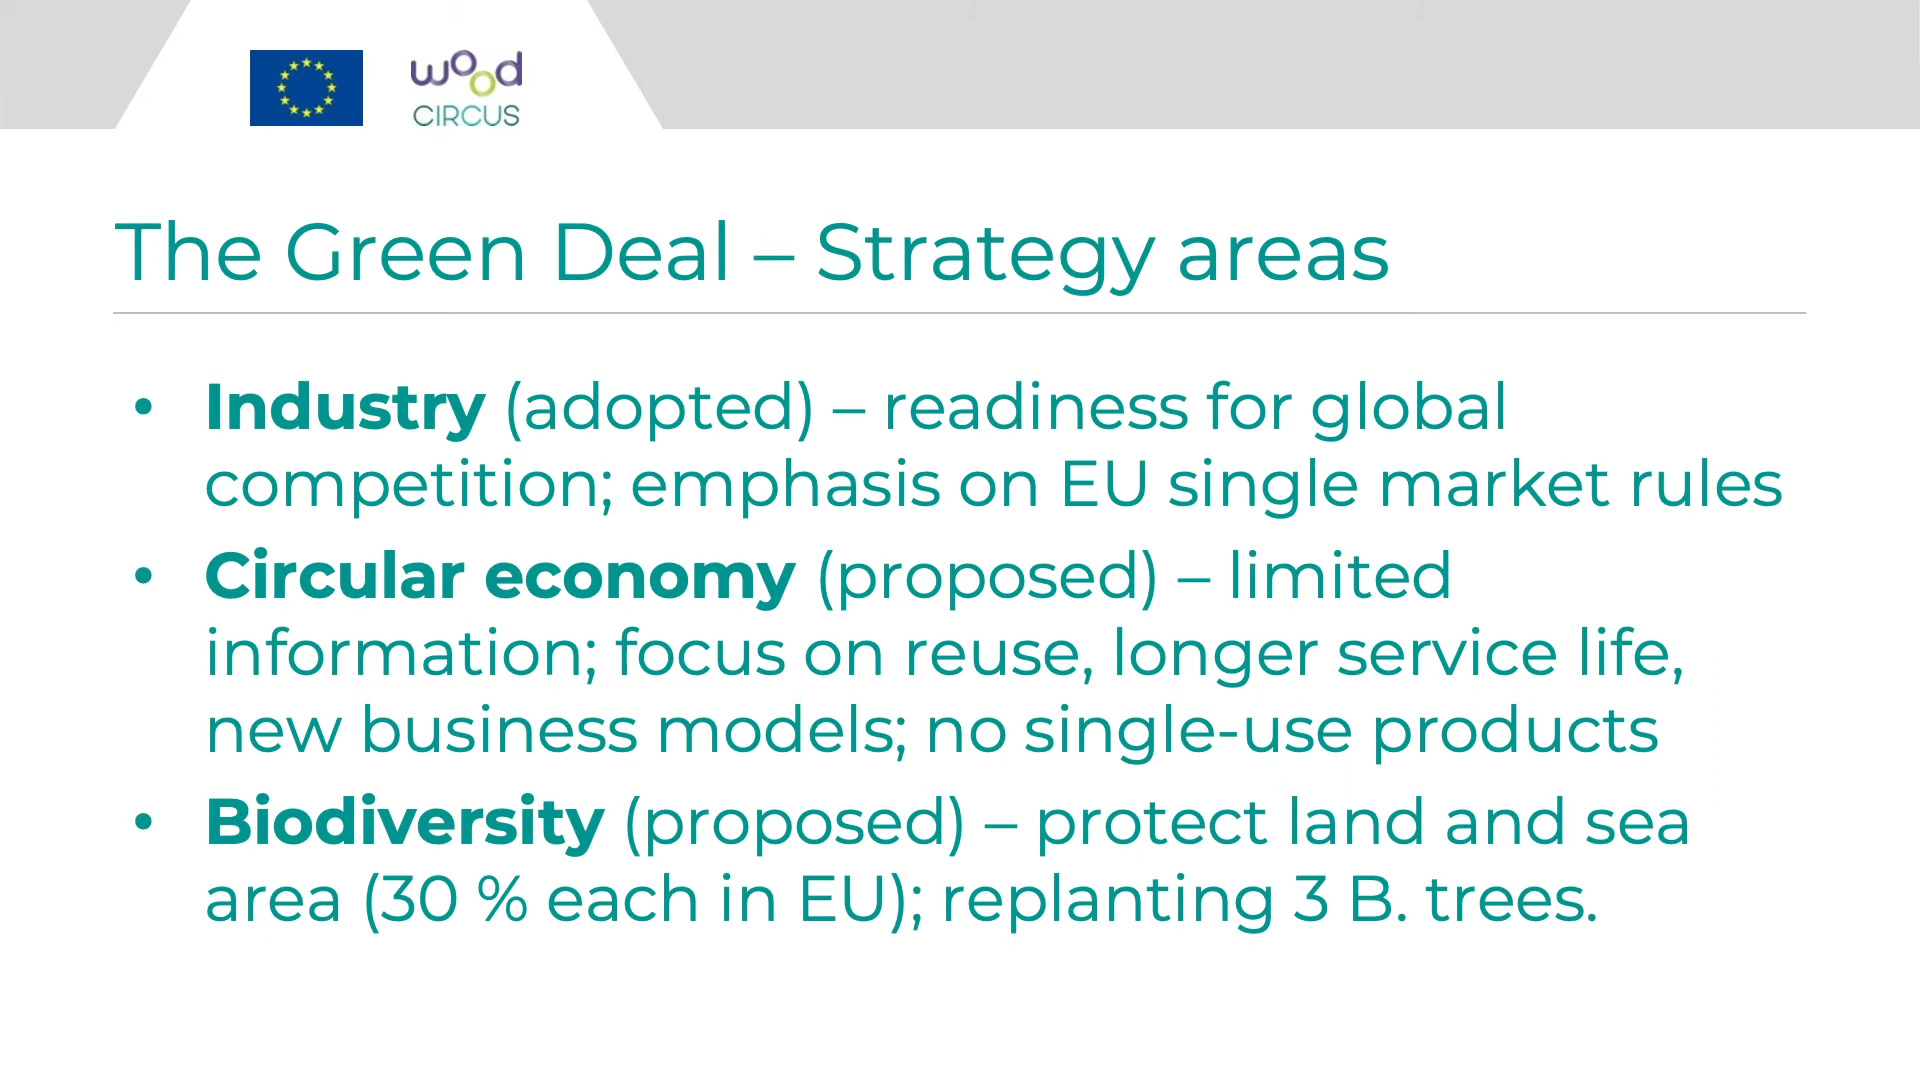 wood
CIRCUS
The Green Deal – Strategy areas
• Industry (adopted) – readiness for global
competition; emphasis on EU single market rules
• Circular economy (proposed) – limited
information; focus on reuse, longer service life,
new business models; no single-use products
• Biodiversity (proposed) – protect land and sea
area (30 % each in EU); replanting 3 B. trees.